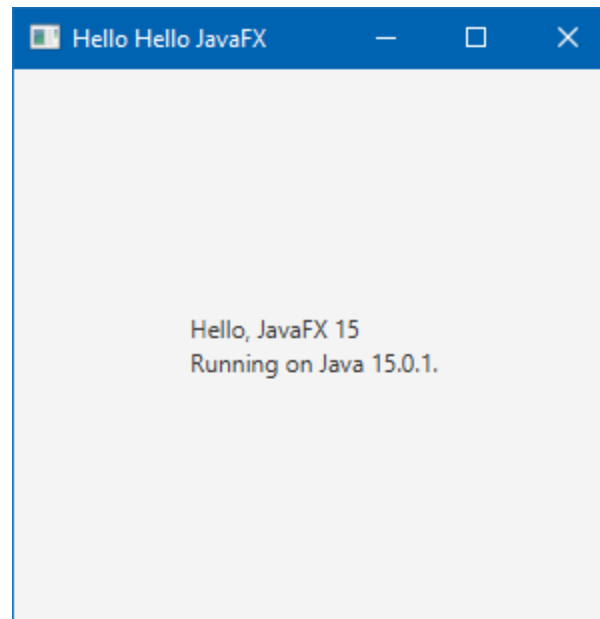 Hello Hello JavaFX
Hello, JavaFX 15
Running on Java 15.0.1.